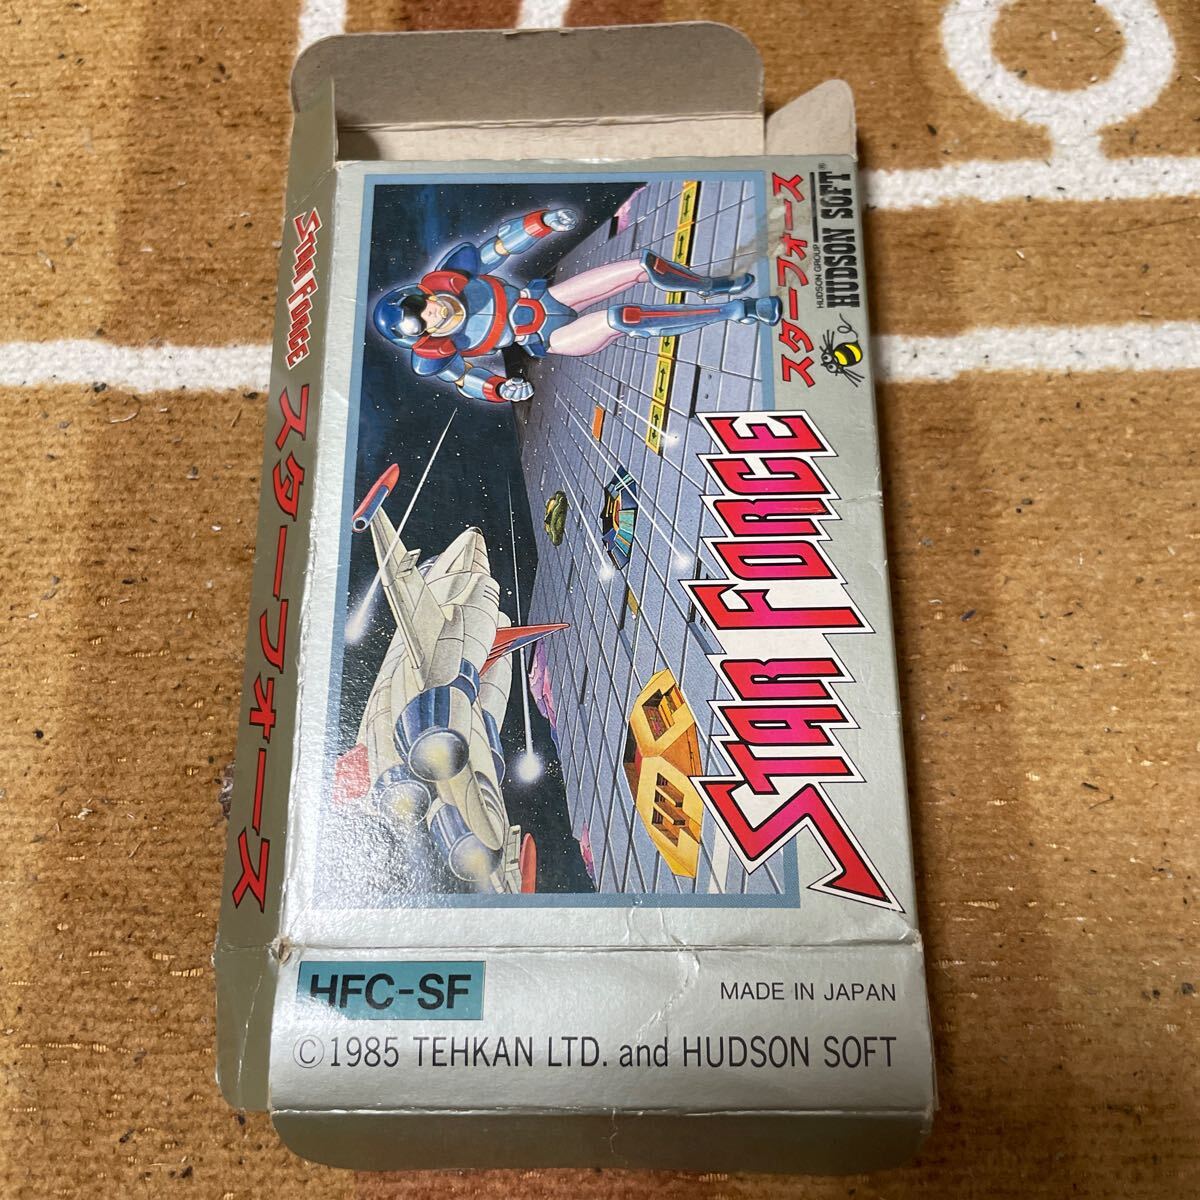 スターフォース
HUDSON GROUP
HUDSON SOFT®
STAR FORCE
STAR FORCE スターフォース
HFC-SF
MADE IN JAPAN
©1985 TEHKAN LTD. and HUDSON SOFT